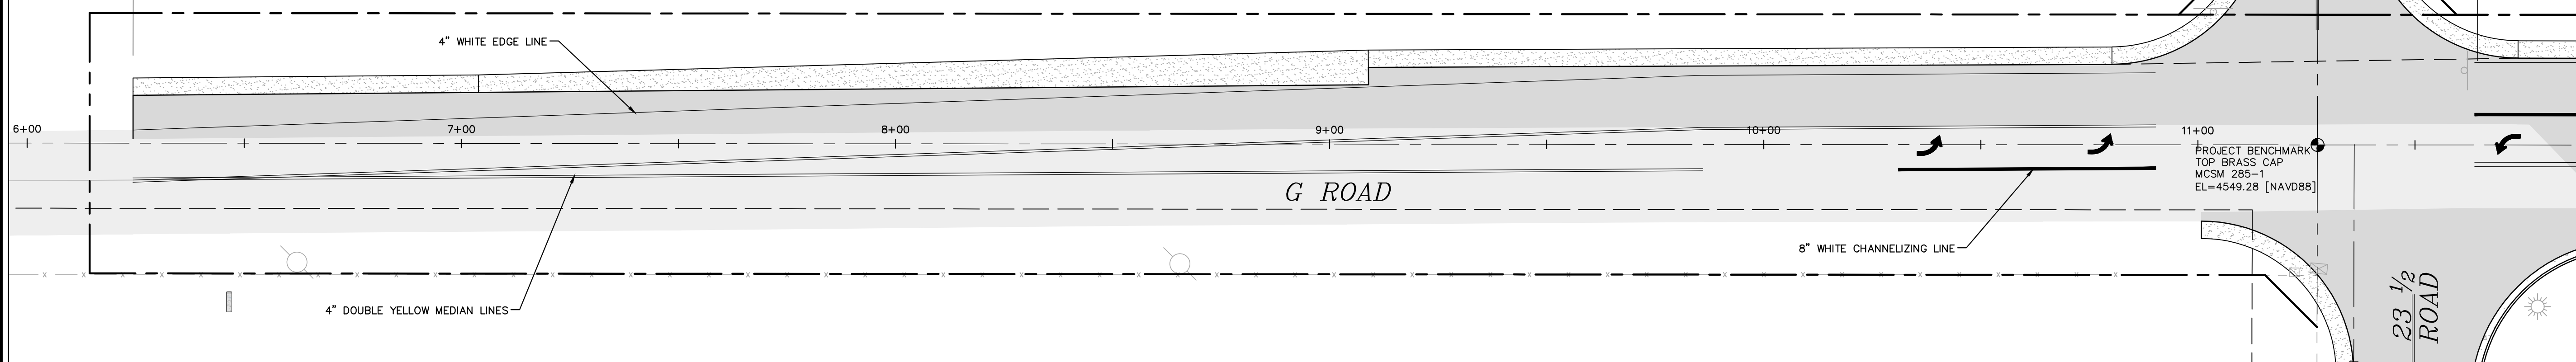 4" WHITE EDGE LINE
6+00
7+00
8+00
9+00
10+00
11+00
PROJECT BENCHMARK
TOP BRASS CAP
MCSM 285-1
EL=4549.28 [NAVD88]
G ROAD
8" WHITE CHANNELIZING LINE
4" DOUBLE YELLOW MEDIAN LINES
23 ½
ROAD